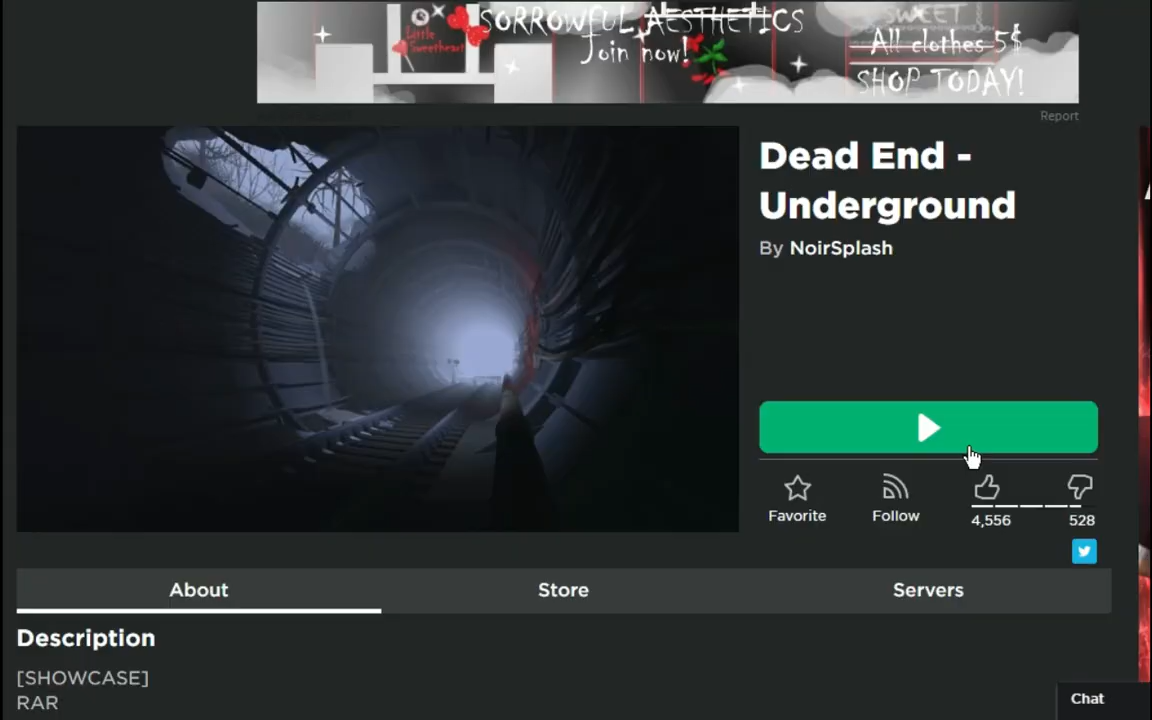 SORROWFUL AESTHETICS
Join now!
Little
Sweetheart
SWEET
All clothes 5$
SHOP TODAY!
Report
Dead End -
Underground
By NoirSplash
Favorite
Follow
4,556
528
About
Store
Servers
Description
[SHOWCASE]
RAR
Chat